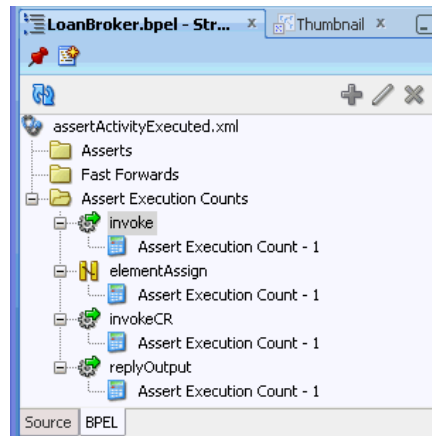 LoanBroker.bpel - Str... Thumbnail
assertActivityExecuted.xml
Asserts
Fast Forwards
Assert Execution Counts
invoke
Assert Execution Count - 1
elementAssign
Assert Execution Count - 1
invokeCR
Assert Execution Count - 1
replyOutput
Assert Execution Count - 1
Source BPEL